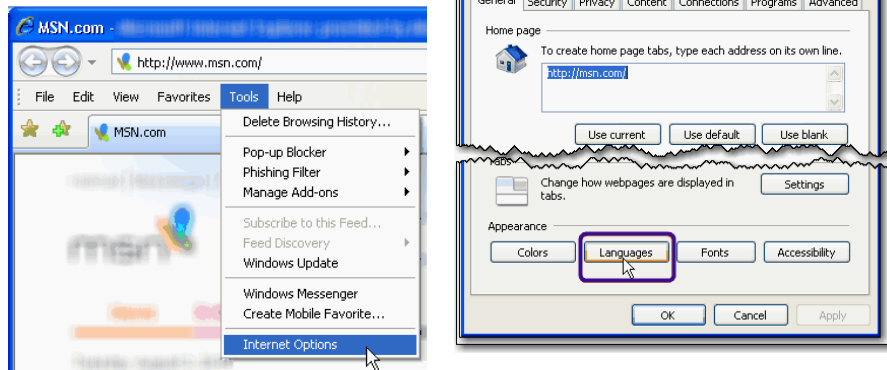 MSN.com -
http://www.msn.com/
File Edit View Favorites Tools Help
MSN.com
Delete Browsing History...
Pop-up Blocker
Phishing Filter
Manage Add-ons
Subscribe to this Feed...
Feed Discovery
Windows Update
Windows Messenger
Create Mobile Favorite...
Internet Options
msn
General Security Privacy Content Connections Programs Advanced
Home page
To create home page tabs, type each address on its own line.
http://msn.com/
Use current Use default Use blank
Change how webpages are displayed in
tabs.
Settings
Appearance
Colors Languages Fonts Accessibility
OK Cancel Apply